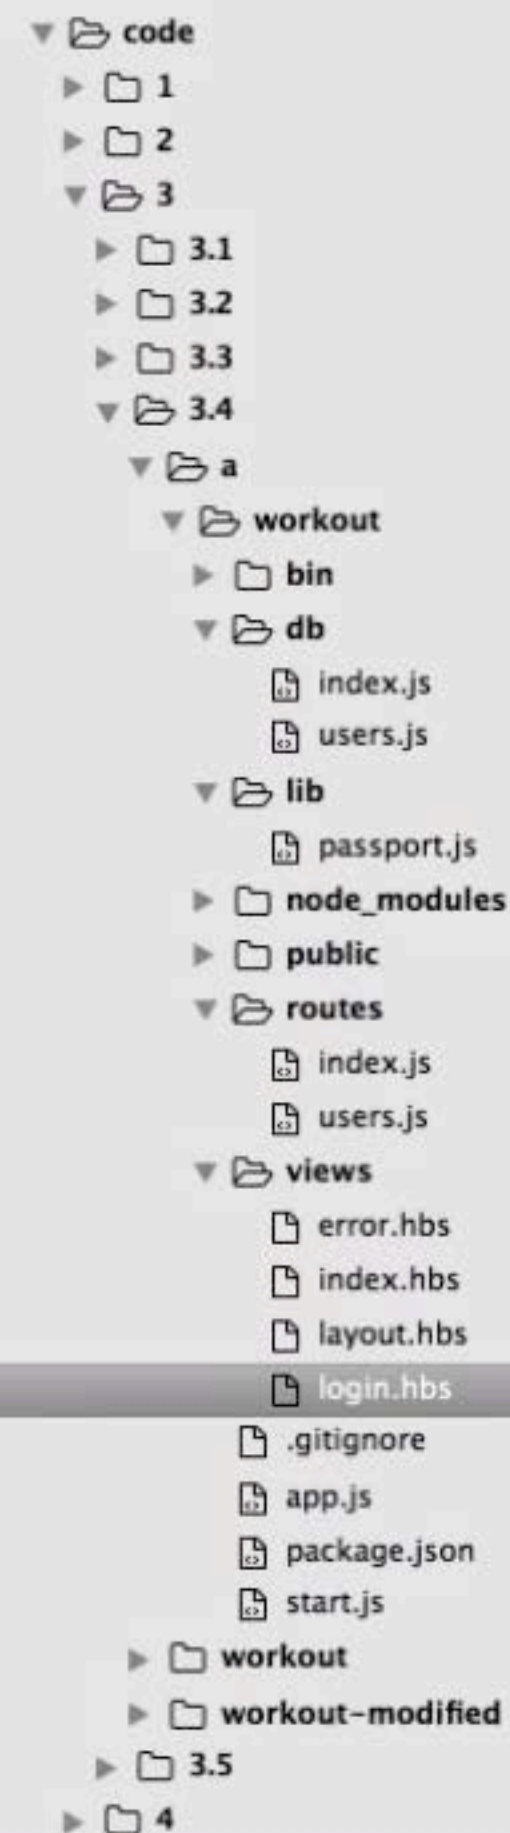 code
1
2
3
3.1
3.2
3.3
3.4
a
workout
bin
db
index.js
users.js
lib
passport.js
node_modules
public
routes
index.js
users.js
views
error.hbs
index.hbs
layout.hbs
login.hbs
.gitignore
app.js
package.json
start.js
workout
workout-modified
3.5
4